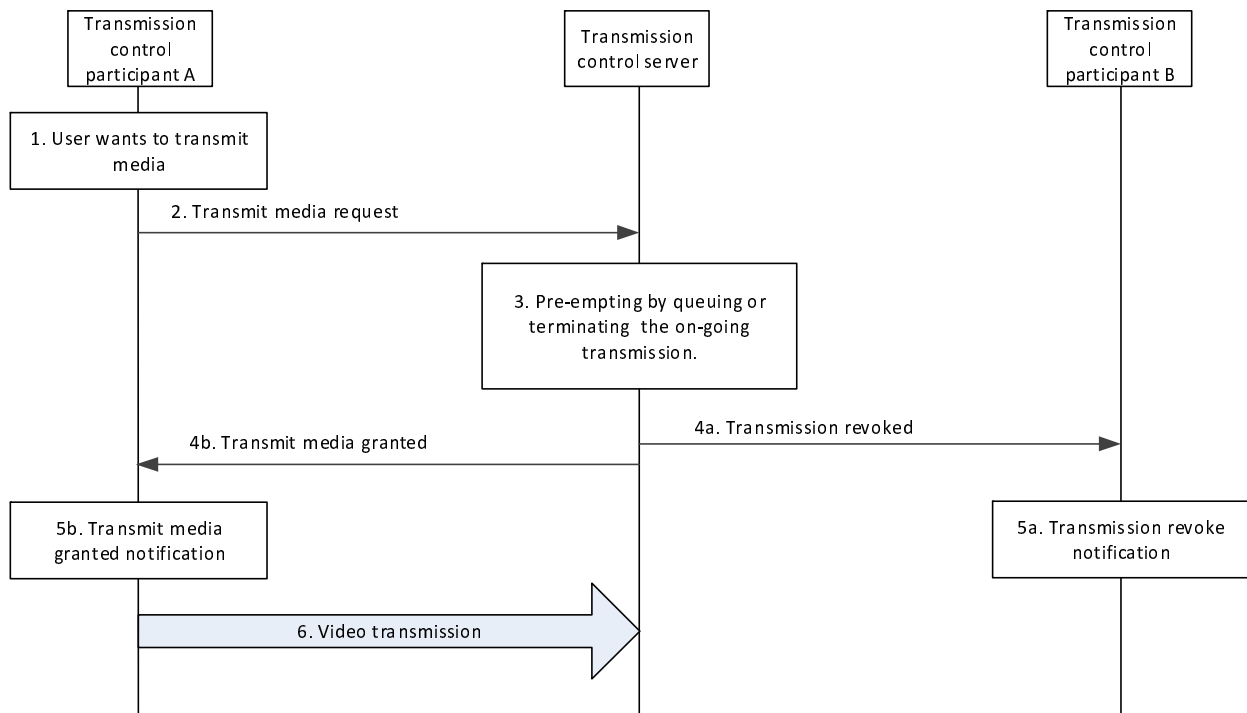 Transmission
control
participant A
Transmission
control server
Transmission
control
participant B
1. User wants to transmit
media
2. Transmit media request
3. Pre-empting by queuing or
terminating the on-going
transmission.
4a. Transmission revoked
4b. Transmit media granted
5b. Transmit media
granted notification
5a. Transmission revoke
notification
6. Video transmission